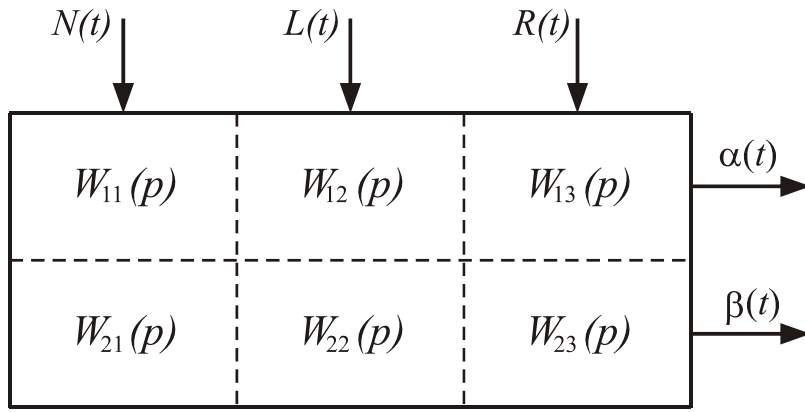 N(t) L(t) R(t)
W₁₁(p) W₁₂(p) W₁₃(p) α(t)
W₂₁(p) W₂₂(p) W₂₃(p) β(t)